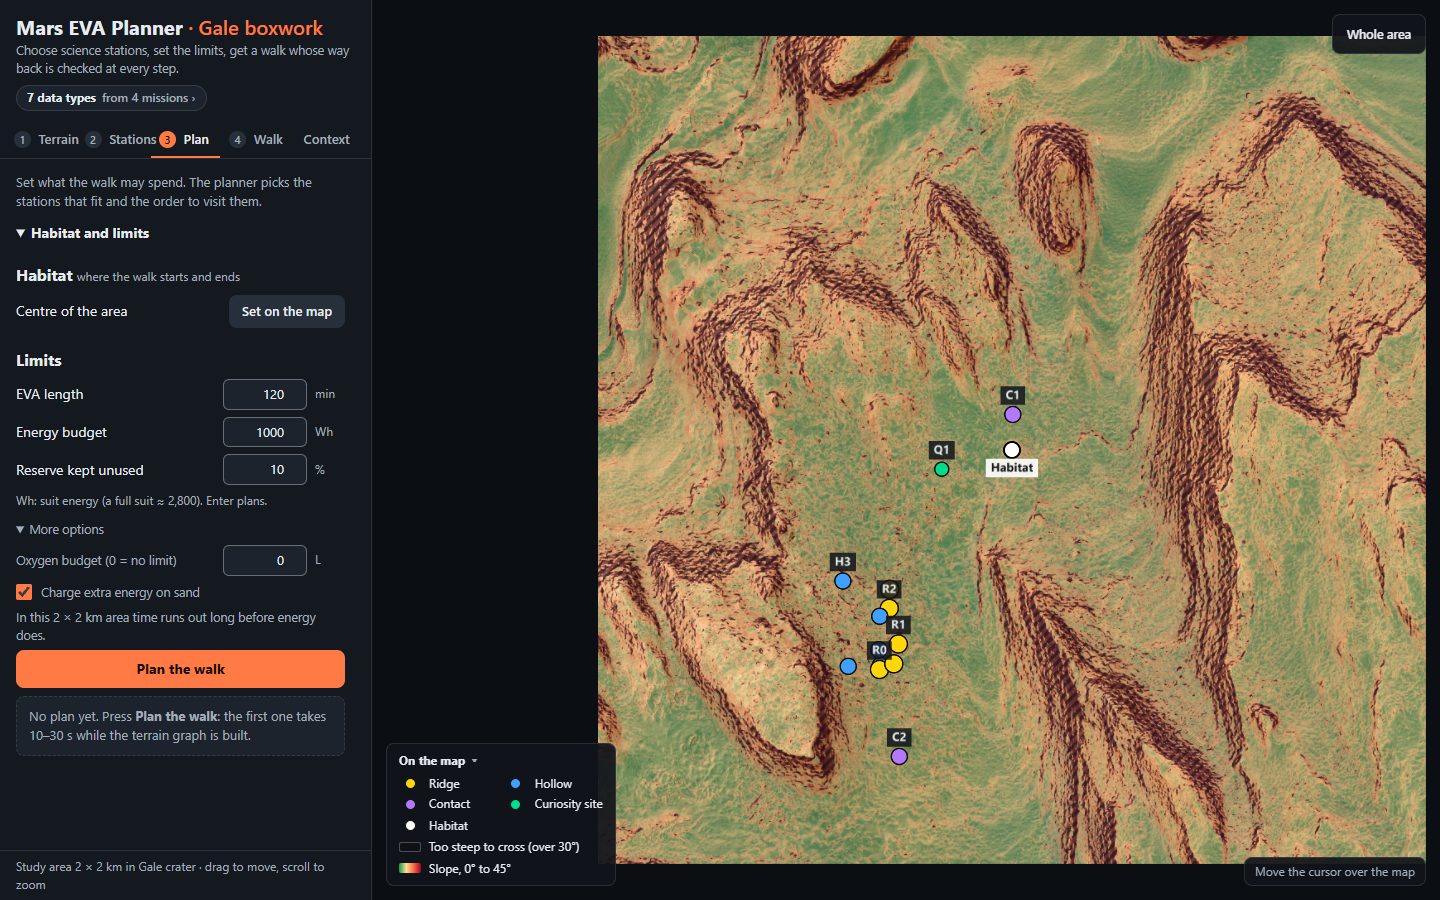 Mars EVA Planner · Gale boxwork
Choose science stations, set the limits, get a walk whose way
back is checked at every step.
7 data types from 4 missions ›
1 Terrain 2 Stations 3 Plan 4 Walk Context
Set what the walk may spend. The planner picks the
stations that fit and the order to visit them.
▼ Habitat and limits
Habitat where the walk starts and ends
Centre of the area Set on the map
Limits
EVA length 120 min
Energy budget 1000 Wh
Reserve kept unused 10 %
Wh: suit energy (a full suit ≈ 2,800). Enter plans.
▼ More options
Oxygen budget (0 = no limit) 0 L
Charge extra energy on sand
In this 2 × 2 km area time runs out long before energy
does.
Plan the walk
No plan yet. Press Plan the walk: the first one takes
10–30 s while the terrain graph is built.
Study area 2 × 2 km in Gale crater · drag to move, scroll to
zoom
Whole area
C1
Q1
Habitat
H3
R2
R1
R0
C2
On the map
Ridge Hollow
Contact Curiosity site
Habitat
Too steep to cross (over 30°)
Slope, 0° to 45°
Move the cursor over the map